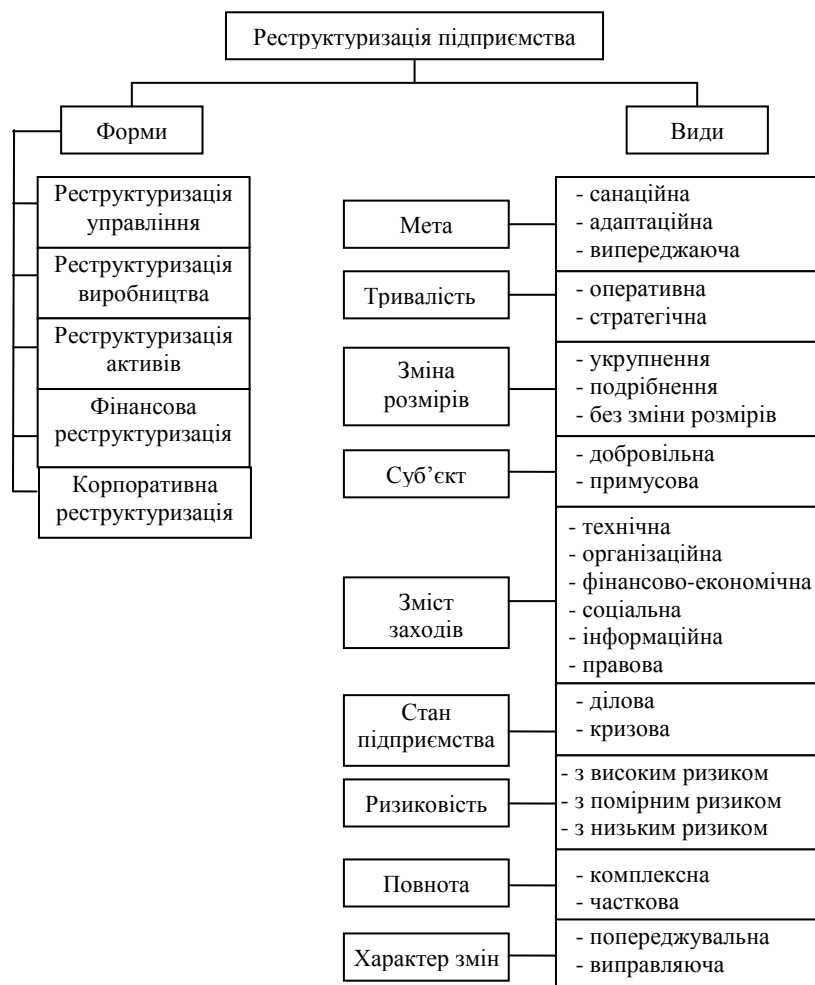 Реструктуризація підприємства
Форми
Види
Реструктуризація
управління
Реструктуризація
виробництва
Реструктуризація
активів
Фінансова
реструктуризація
Корпоративна
реструктуризація
Мета
- санаційна
- адаптаційна
- випереджаюча
Тривалість
- оперативна
- стратегічна
Зміна
розмірів
- укрупнення
- подрібнення
- без зміни розмірів
Суб’єкт
- добровільна
- примусова
Зміст
заходів
- технічна
- організаційна
- фінансово-економічна
- соціальна
- інформаційна
- правова
Стан
підприємства
- ділова
- кризова
Ризиковість
- з високим ризиком
- з помірним ризиком
- з низьким ризиком
Повнота
- комплексна
- часткова
Характер змін
- попереджувальна
- виправляюча